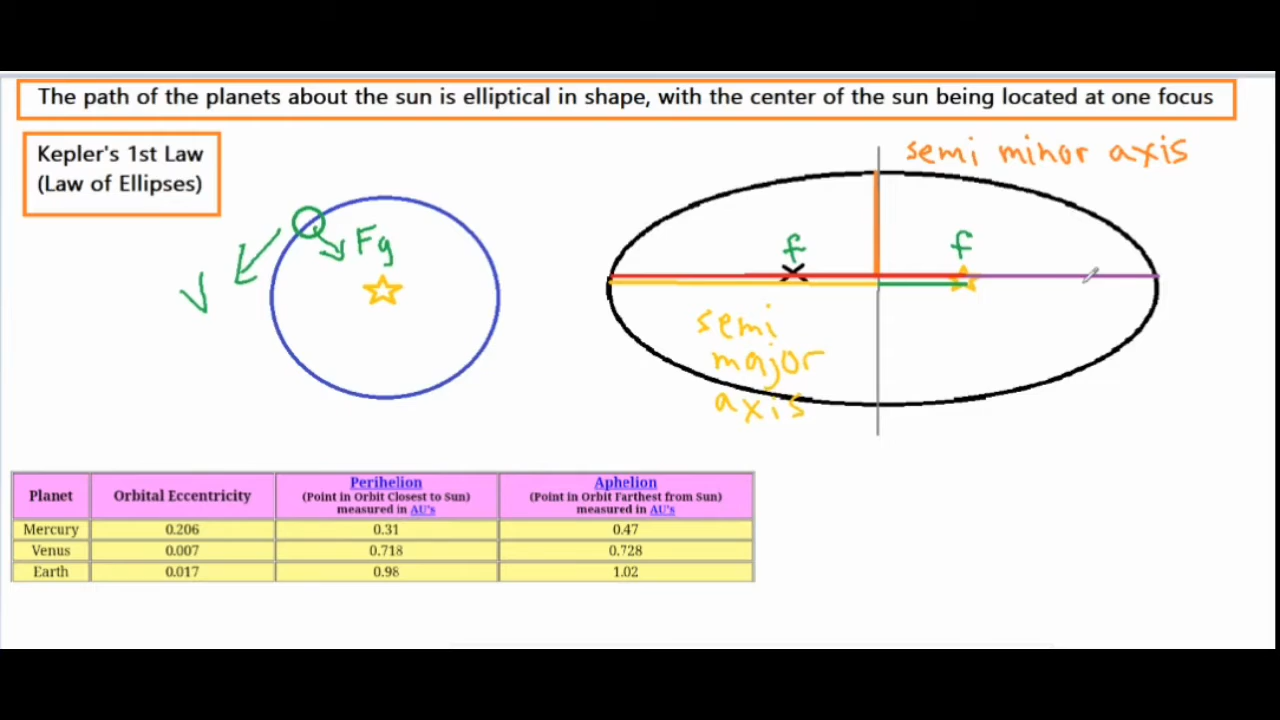 The path of the planets about the sun is elliptical in shape, with the center of the sun being located at one focus
Kepler's 1st Law
(Law of Ellipses)
semi minor axis
Fg
V
f
f
semi
major
axis
Planet Orbital Eccentricity Perihelion (Point in Orbit Closest to Sun) measured in AU's Aphelion (Point in Orbit Farthest from Sun) measured in AU's
Mercury 0.206 0.31 0.47
Venus 0.007 0.718 0.728
Earth 0.017 0.98 1.02